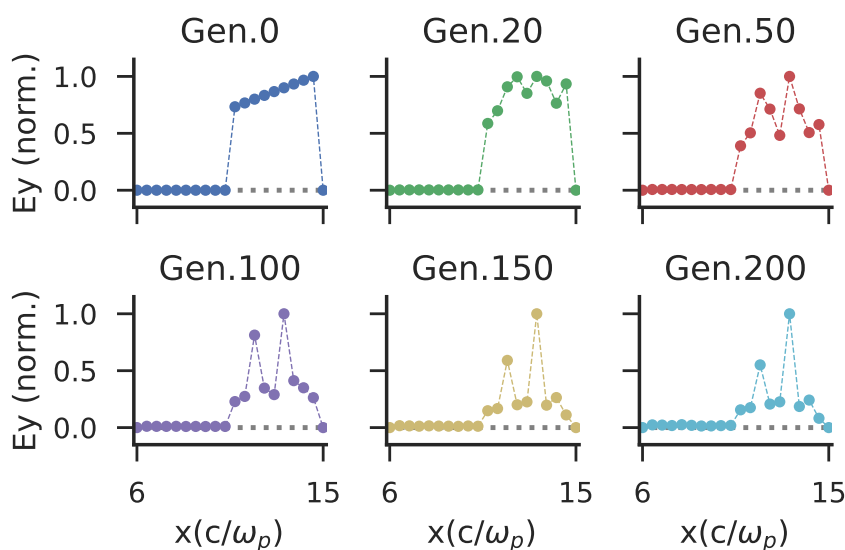 Gen.0 Gen.20 Gen.50
Ey (norm.)
1.0
0.5
0.0
Gen.100 Gen.150 Gen.200
Ey (norm.)
1.0
0.5
0.0
6 15 6 15 6 15
x(c/ωₚ) x(c/ωₚ) x(c/ωₚ)